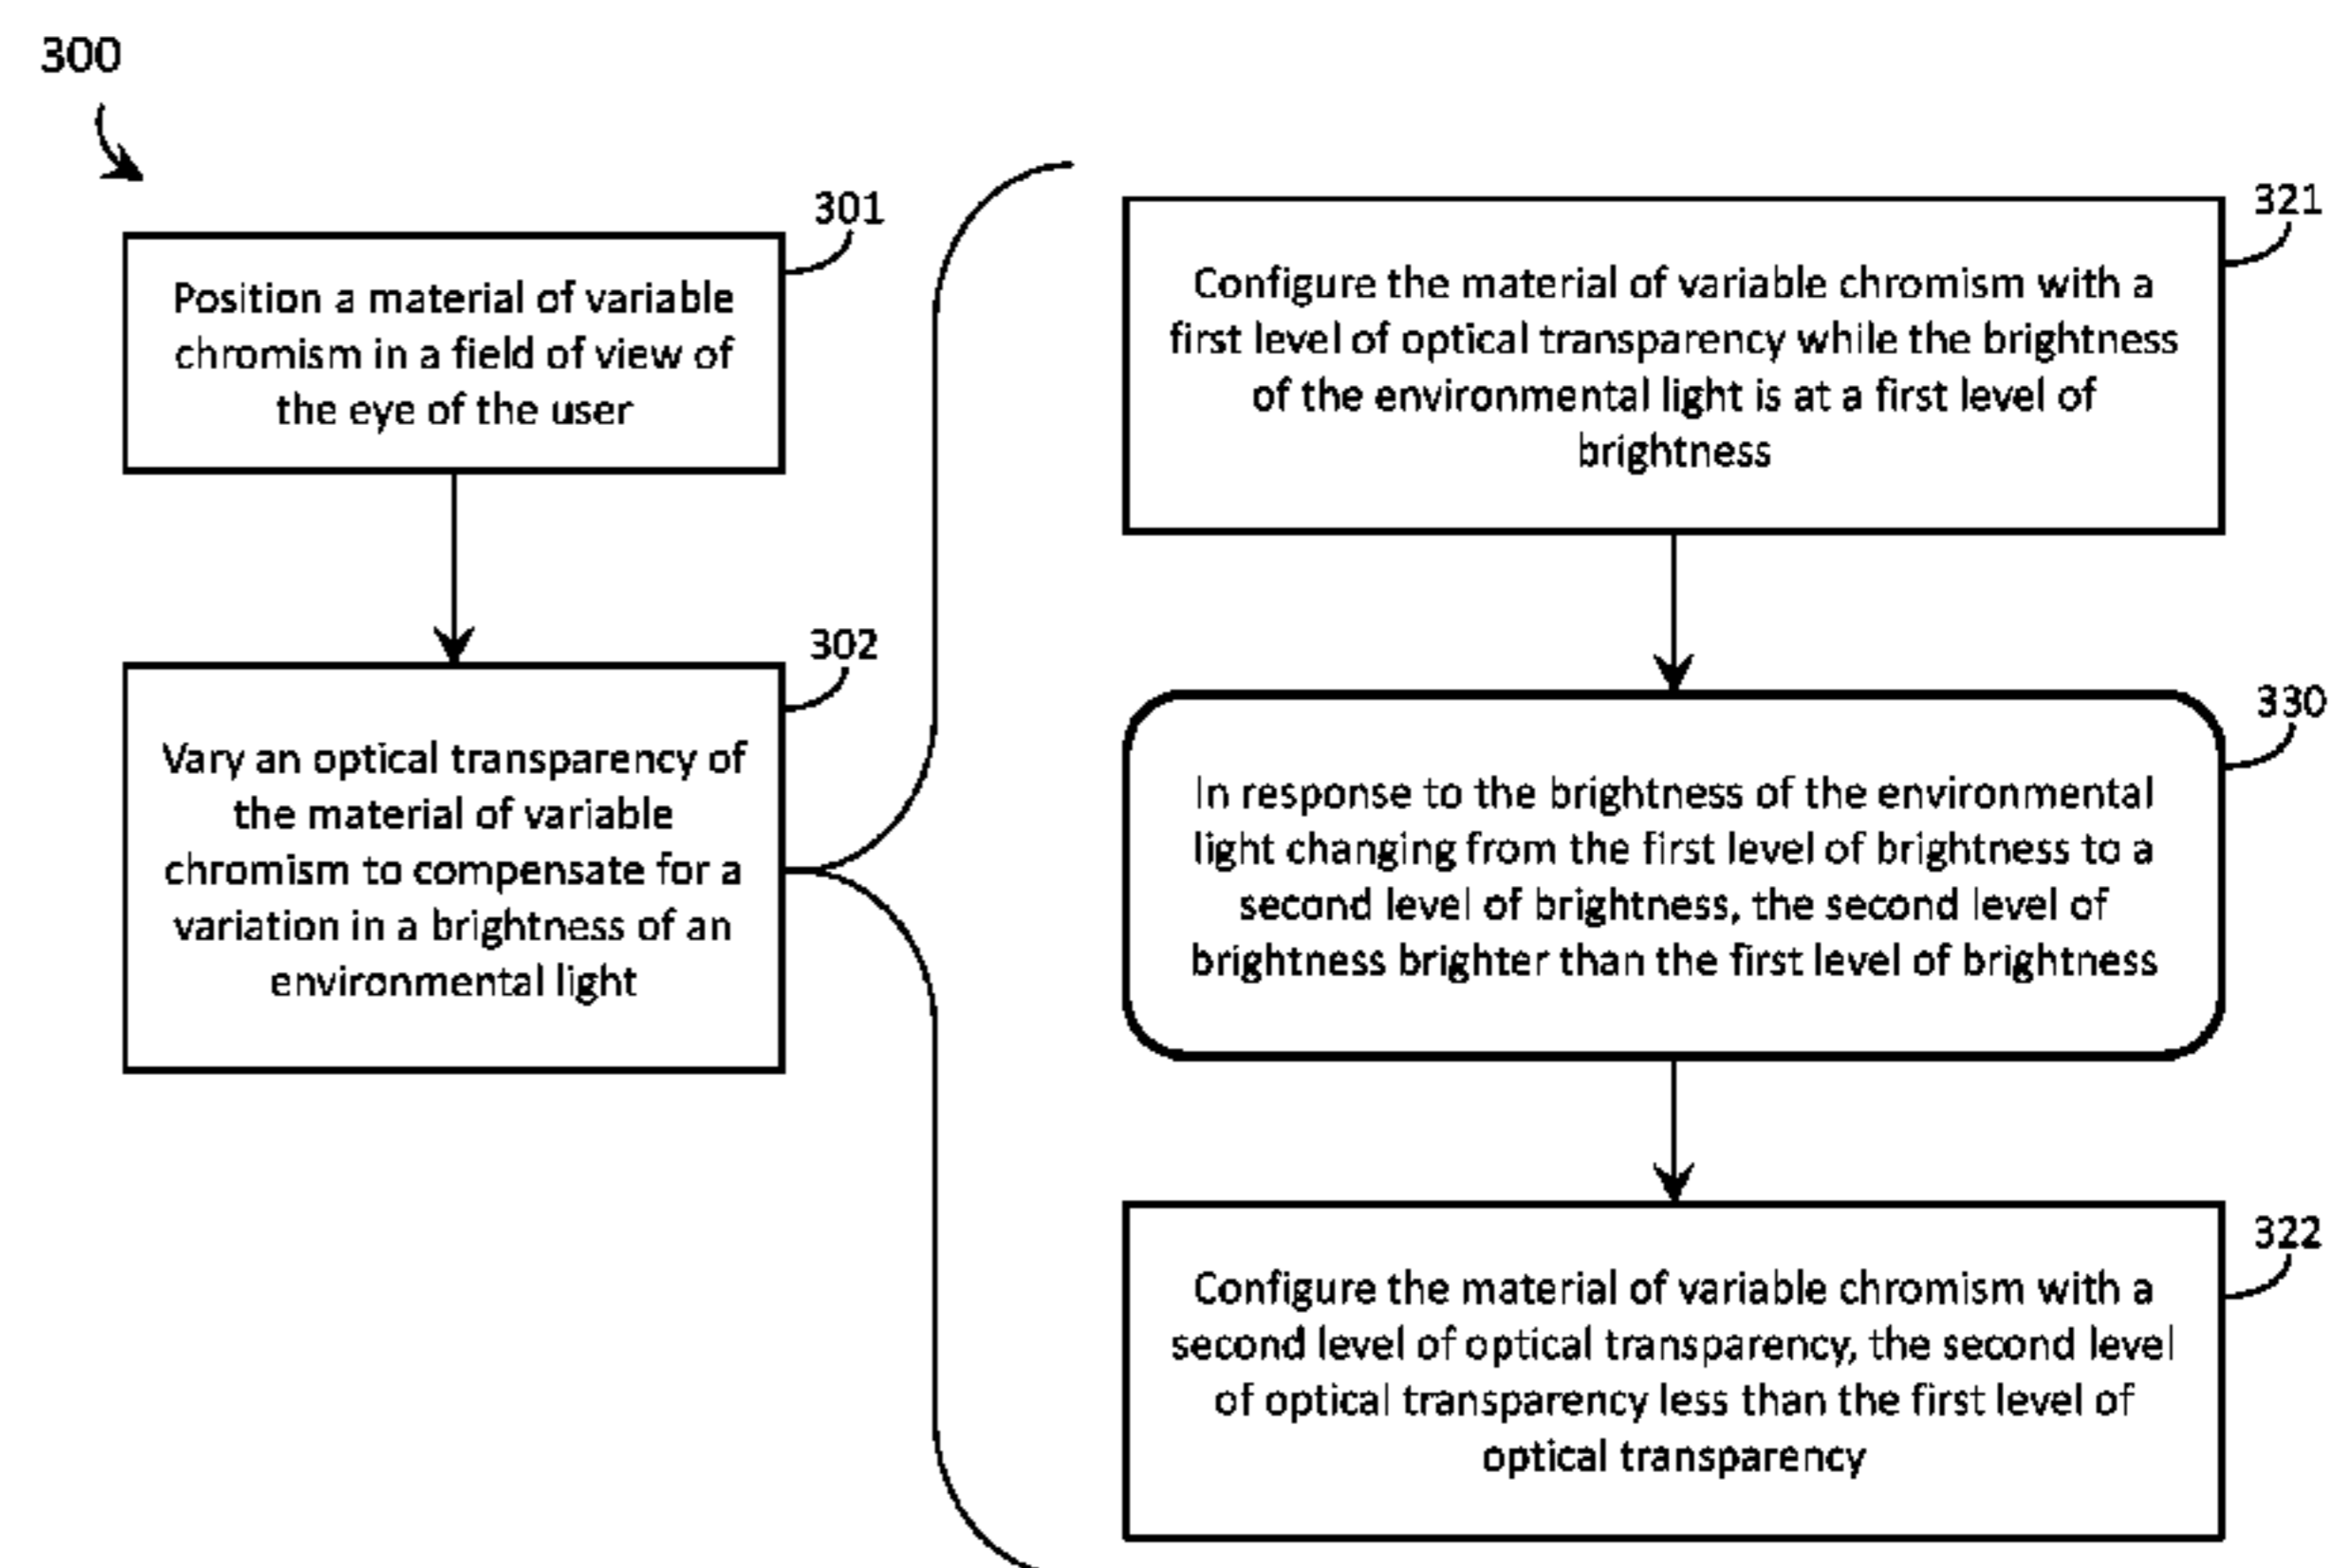 300
301
Position a material of variable
chromism in a field of view of
the eye of the user
302
Vary an optical transparency of
the material of variable
chromism to compensate for a
variation in a brightness of an
environmental light
321
Configure the material of variable chromism with a
first level of optical transparency while the brightness
of the environmental light is at a first level of
brightness
330
In response to the brightness of the environmental
light changing from the first level of brightness to a
second level of brightness, the second level of
brightness brighter than the first level of brightness
322
Configure the material of variable chromism with a
second level of optical transparency, the second level
of optical transparency less than the first level of
optical transparency